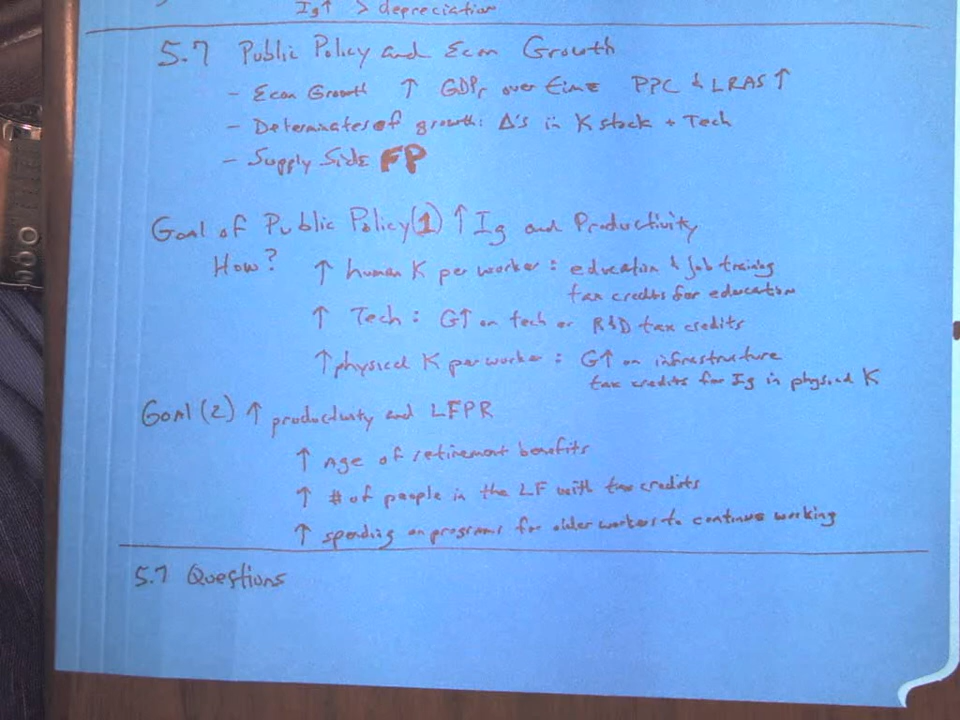 Ig↑ > depreciation
5.7 Public Policy and Econ Growth
- Econ Growth ↑ GDPr over time PPC & LRAS ↑
- Determinates of growth: Δ's in K stock + Tech
- Supply Side FP
Goal of Public Policy (1) ↑ Ig and Productivity
How? ↑ human K per worker: education & job training
tax credits for education
↑ Tech: G↑ on tech or R&D tax credits
↑ physical K per worker: G↑ on infrastructure
tax credits for Ig in physical K
Goal (2) ↑ productivity and LFPR
↑ Age of retirement benefits
↑ # of people in the LF with tax credits
↑ spending on programs for older workers to continue working
5.7 Questions